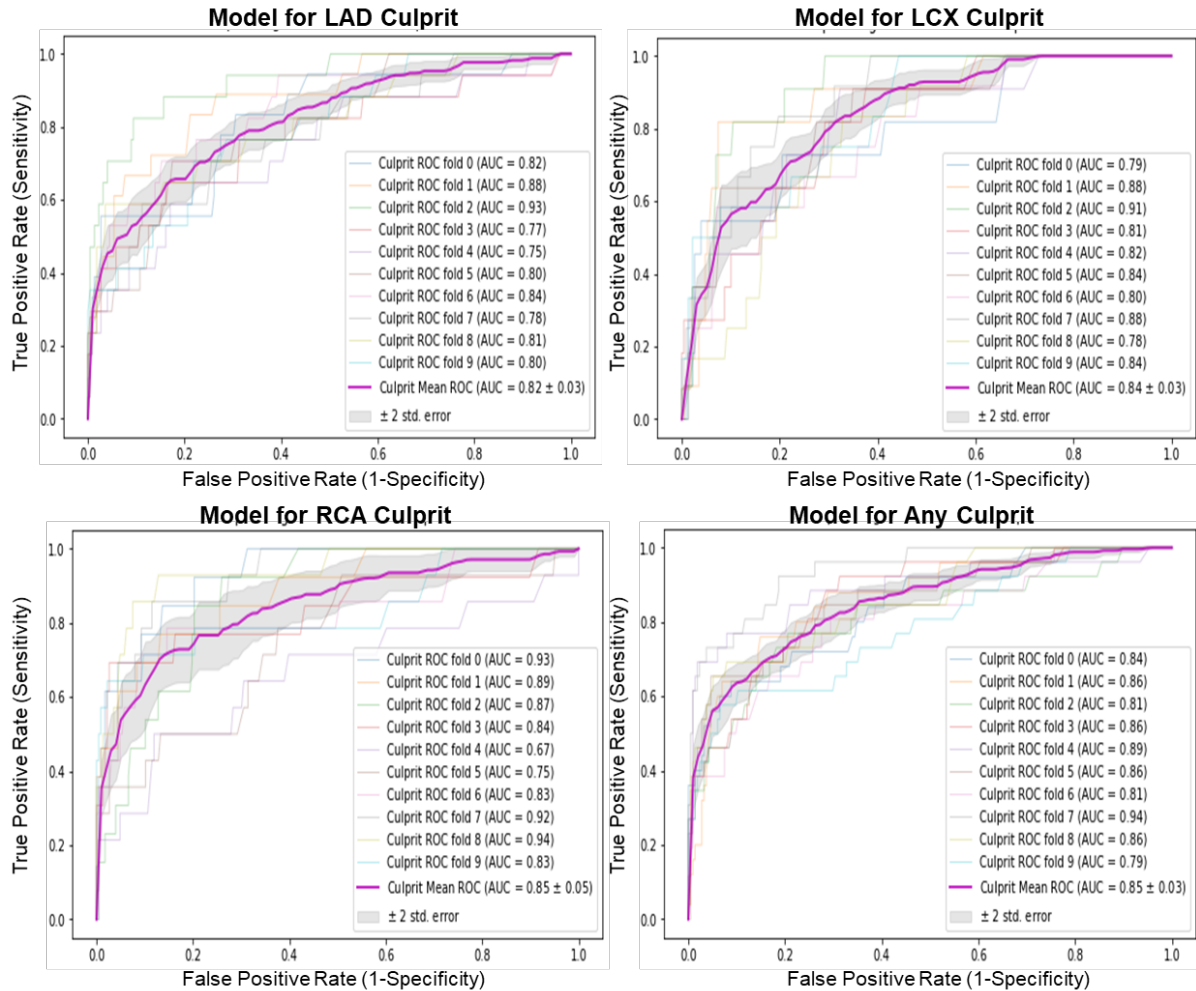 Model for LAD Culprit
True Positive Rate (Sensitivity)
1.0
0.8
0.6
0.4
0.2
0.0
Culprit ROC fold 0 (AUC = 0.82)
Culprit ROC fold 1 (AUC = 0.88)
Culprit ROC fold 2 (AUC = 0.93)
Culprit ROC fold 3 (AUC = 0.77)
Culprit ROC fold 4 (AUC = 0.75)
Culprit ROC fold 5 (AUC = 0.80)
Culprit ROC fold 6 (AUC = 0.84)
Culprit ROC fold 7 (AUC = 0.78)
Culprit ROC fold 8 (AUC = 0.81)
Culprit ROC fold 9 (AUC = 0.80)
Culprit Mean ROC (AUC = 0.82 ± 0.03)
± 2 std. error
0.0 0.2 0.4 0.6 0.8 1.0
False Positive Rate (1-Specificity)
Model for LCX Culprit
True Positive Rate (Sensitivity)
1.0
0.8
0.6
0.4
0.2
0.0
Culprit ROC fold 0 (AUC = 0.79)
Culprit ROC fold 1 (AUC = 0.88)
Culprit ROC fold 2 (AUC = 0.91)
Culprit ROC fold 3 (AUC = 0.81)
Culprit ROC fold 4 (AUC = 0.82)
Culprit ROC fold 5 (AUC = 0.84)
Culprit ROC fold 6 (AUC = 0.80)
Culprit ROC fold 7 (AUC = 0.88)
Culprit ROC fold 8 (AUC = 0.78)
Culprit ROC fold 9 (AUC = 0.84)
Culprit Mean ROC (AUC = 0.84 ± 0.03)
± 2 std. error
0.0 0.2 0.4 0.6 0.8 1.0
False Positive Rate (1-Specificity)
Model for RCA Culprit
True Positive Rate (Sensitivity)
1.0
0.8
0.6
0.4
0.2
0.0
Culprit ROC fold 0 (AUC = 0.93)
Culprit ROC fold 1 (AUC = 0.89)
Culprit ROC fold 2 (AUC = 0.87)
Culprit ROC fold 3 (AUC = 0.84)
Culprit ROC fold 4 (AUC = 0.67)
Culprit ROC fold 5 (AUC = 0.75)
Culprit ROC fold 6 (AUC = 0.83)
Culprit ROC fold 7 (AUC = 0.92)
Culprit ROC fold 8 (AUC = 0.94)
Culprit ROC fold 9 (AUC = 0.83)
Culprit Mean ROC (AUC = 0.85 ± 0.05)
± 2 std. error
0.0 0.2 0.4 0.6 0.8 1.0
False Positive Rate (1-Specificity)
Model for Any Culprit
True Positive Rate (Sensitivity)
1.0
0.8
0.6
0.4
0.2
0.0
Culprit ROC fold 0 (AUC = 0.84)
Culprit ROC fold 1 (AUC = 0.86)
Culprit ROC fold 2 (AUC = 0.81)
Culprit ROC fold 3 (AUC = 0.86)
Culprit ROC fold 4 (AUC = 0.89)
Culprit ROC fold 5 (AUC = 0.86)
Culprit ROC fold 6 (AUC = 0.81)
Culprit ROC fold 7 (AUC = 0.94)
Culprit ROC fold 8 (AUC = 0.86)
Culprit ROC fold 9 (AUC = 0.79)
Culprit Mean ROC (AUC = 0.85 ± 0.03)
± 2 std. error
0.0 0.2 0.4 0.6 0.8 1.0
False Positive Rate (1-Specificity)